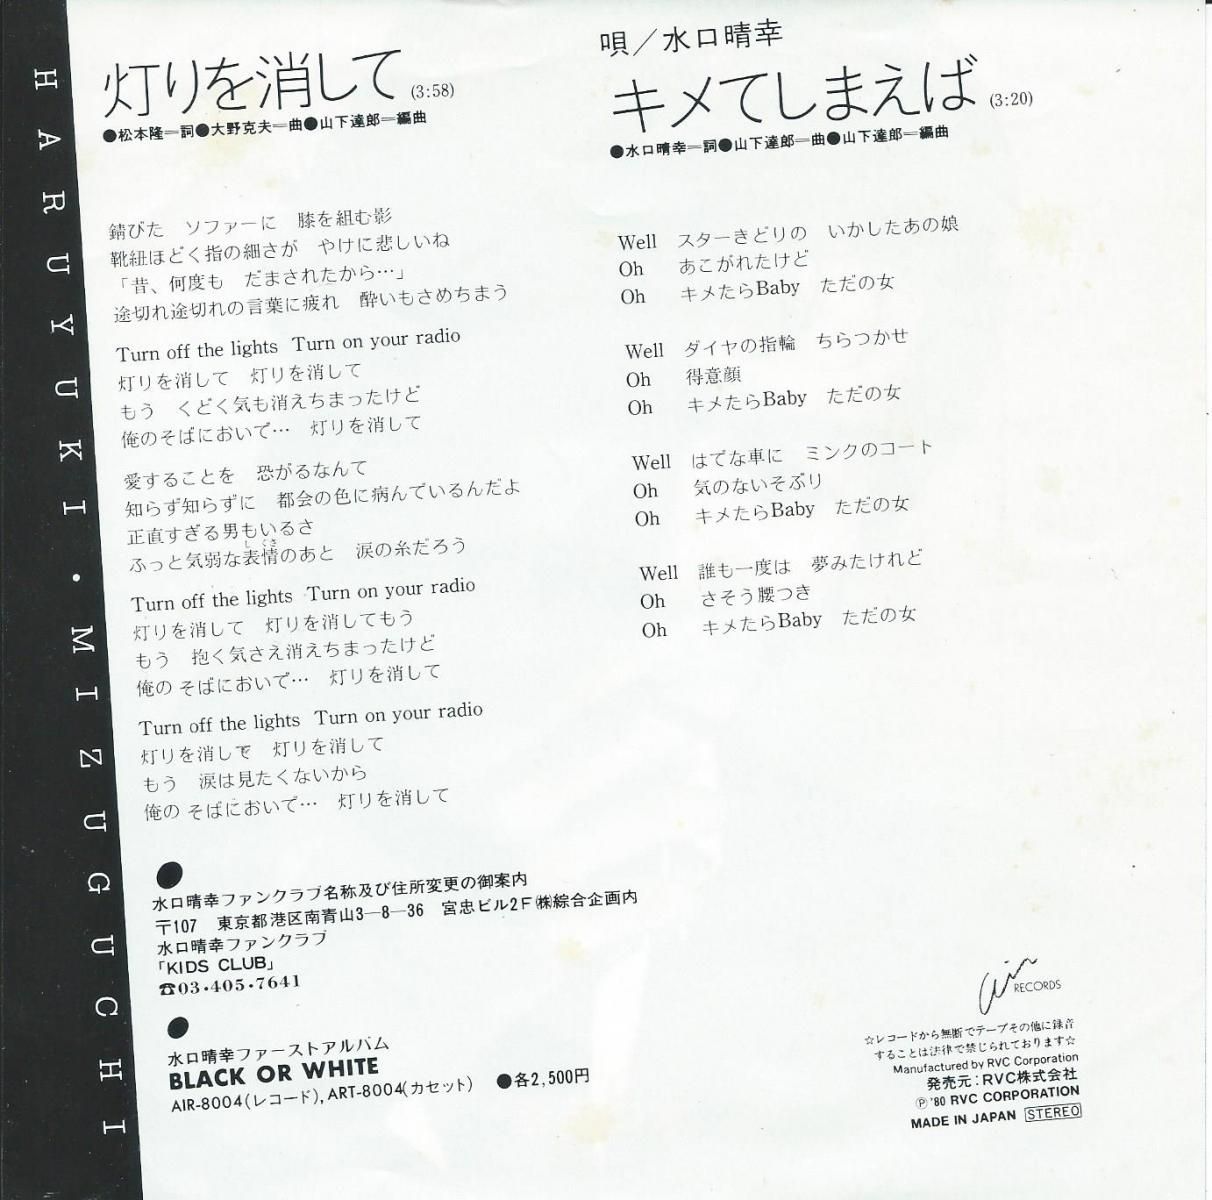 HARUYUKI・MIZUGUCHI
灯りを消して (3:58)
●松本隆=詞●大野克夫=曲●山下達郎=編曲
錆びた　ソファーに　膝を組む影
靴紐ほどく指の細さが　やけに悲しいね
「昔、何度も　だまされたから…」
途切れ途切れの言葉に疲れ　酔いもさめちまう
Turn off the lights Turn on your radio
灯りを消して　灯りを消して
もう　くどく気も消えちまったけど
俺のそばにおいで…　灯りを消して
愛することを　恐がるなんて
知らず知らずに　都会の色に病んでいるんだよ
正直すぎる男もいるさ
しぐさ
ふっと気弱な表情のあと　涙の糸だろう
Turn off the lights Turn on your radio
灯りを消して　灯りを消してもう
もう　抱く気さえ消えちまったけど
俺の そばにおいで…　灯りを消して
Turn off the lights Turn on your radio
灯りを消して　灯りを消して
もう　涙は見たくないから
俺の そばにおいで…　灯りを消して
唄／水口晴幸
キメてしまえば (3:20)
●水口晴幸=詞●山下達郎=曲●山下達郎=編曲
Well　スターきどりの　いかしたあの娘
Oh　あこがれたけど
Oh　キメたらBaby　ただの女
Well　ダイヤの指輪　ちらつかせ
Oh　得意顔
Oh　キメたらBaby　ただの女
Well　はでな車に　ミンクのコート
Oh　気のないそぶり
Oh　キメたらBaby　ただの女
Well　誰も一度は　夢みたけれど
Oh　さそう腰つき
Oh　キメたらBaby　ただの女
●
水口晴幸ファンクラブ名称及び住所変更の御案内
〒107　東京都港区南青山3-8-36　宮忠ビル2F㈱綜合企画内
水口晴幸ファンクラブ
「KIDS CLUB」
☎03・405・7641
●
水口晴幸ファーストアルバム
BLACK OR WHITE
AIR-8004(レコード), ART-8004(カセット)　●各2,500円
Air RECORDS
☆レコードから無断でテープその他に録音
することは法律で禁じられております☆
Manufactured by RVC Corporation
発売元：RVC株式会社
Ⓟ'80 RVC CORPORATION
MADE IN JAPAN STEREO